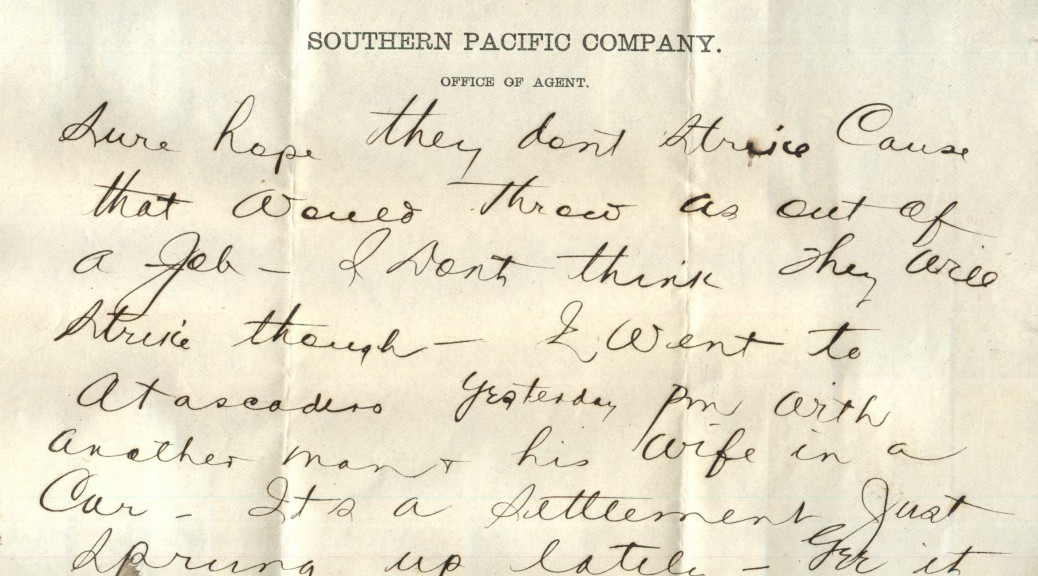 SOUTHERN PACIFIC COMPANY.
OFFICE OF AGENT.
Sure hope they dont strike Cause
that Would throw us out of
a Job – I Dont think They Will
Strike though – I Went to
Atascadero Yesterday Pm With
another man & his Wife in a
Car – Its a Settlement Just
Sprung up lately – Gee it